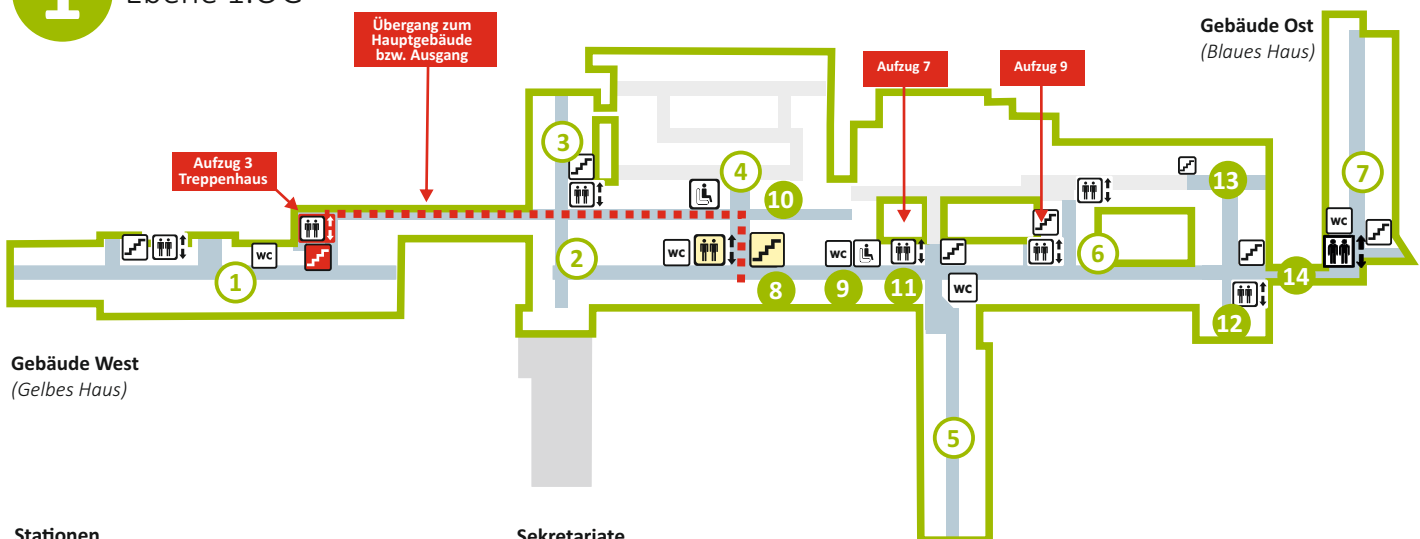 1
Ebene 1.OG
Übergang zum
Hauptgebäude
bzw. Ausgang
Gebäude Ost
(Blaues Haus)
Aufzug 7
Aufzug 9
Aufzug 3
Treppenhaus
3
4
7
13
10
WC
1
WC
2
WC
8
WC
9
11
WC
6
14
12
Gebäude West
(Gelbes Haus)
5
Stationen
Sekretariate